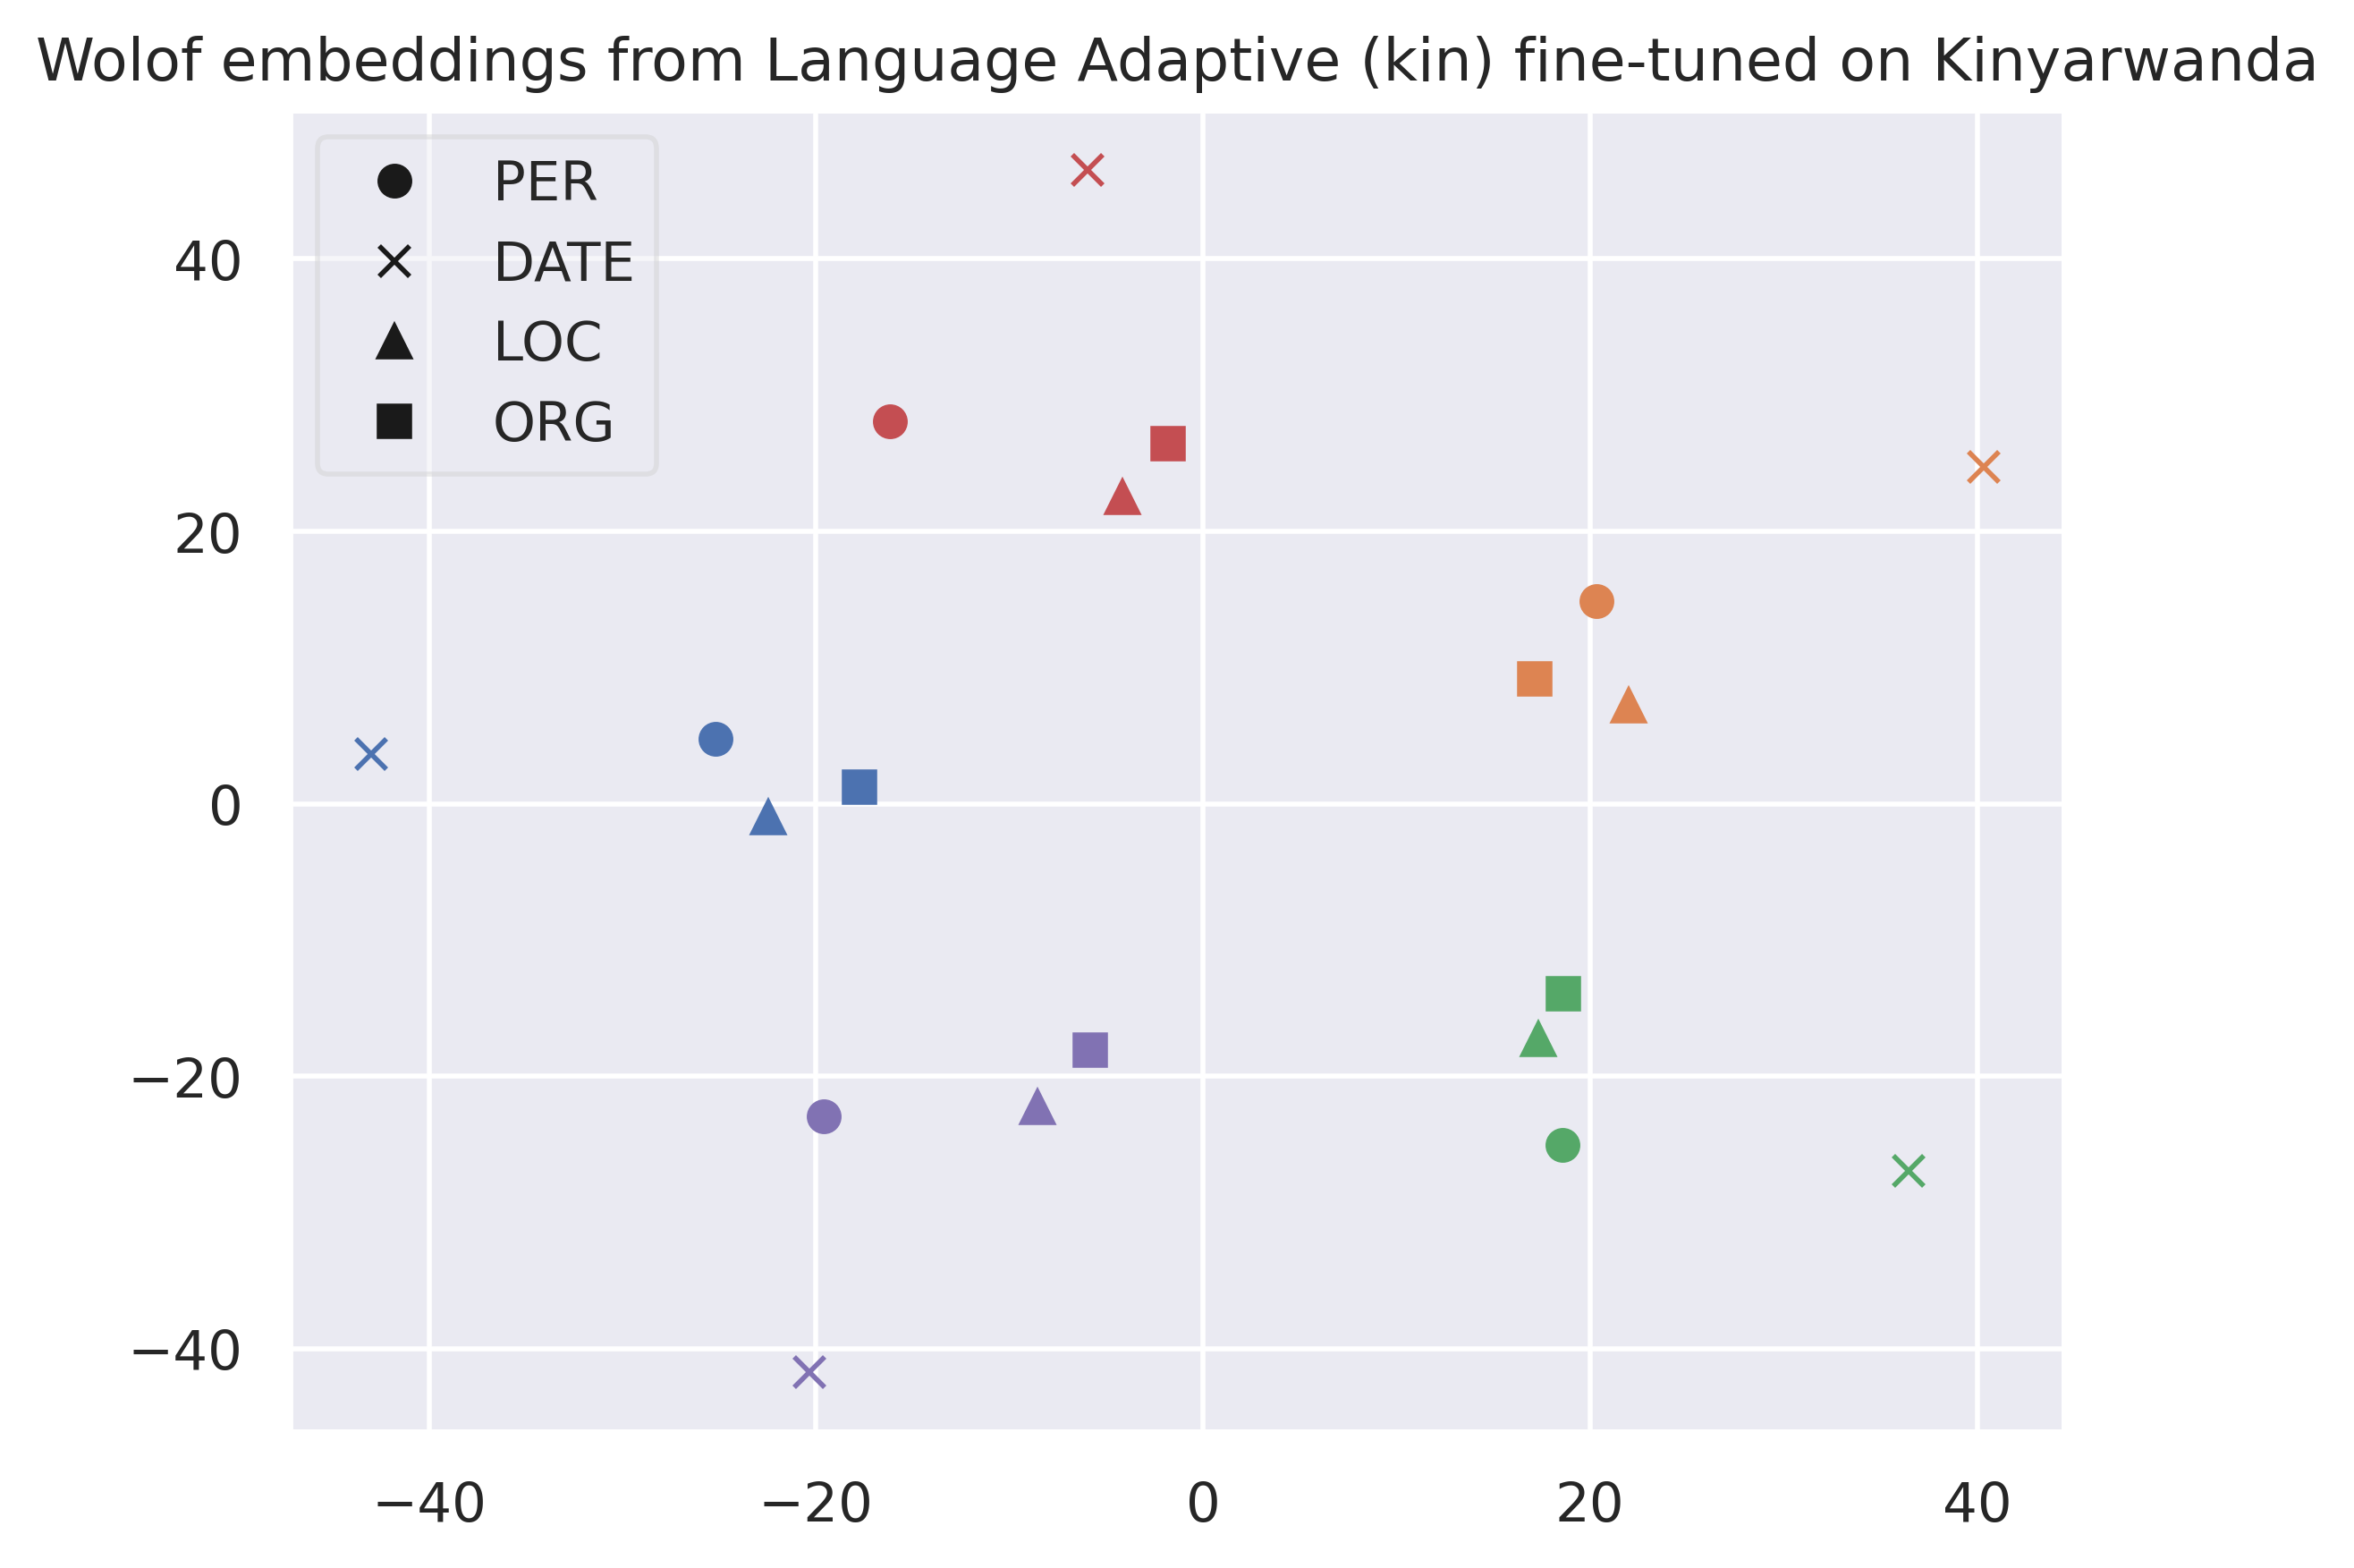 Wolof embeddings from Language Adaptive (kin) fine-tuned on Kinyarwanda
PER
DATE
LOC
ORG
40
20
0
−20
−40
−40 −20 0 20 40